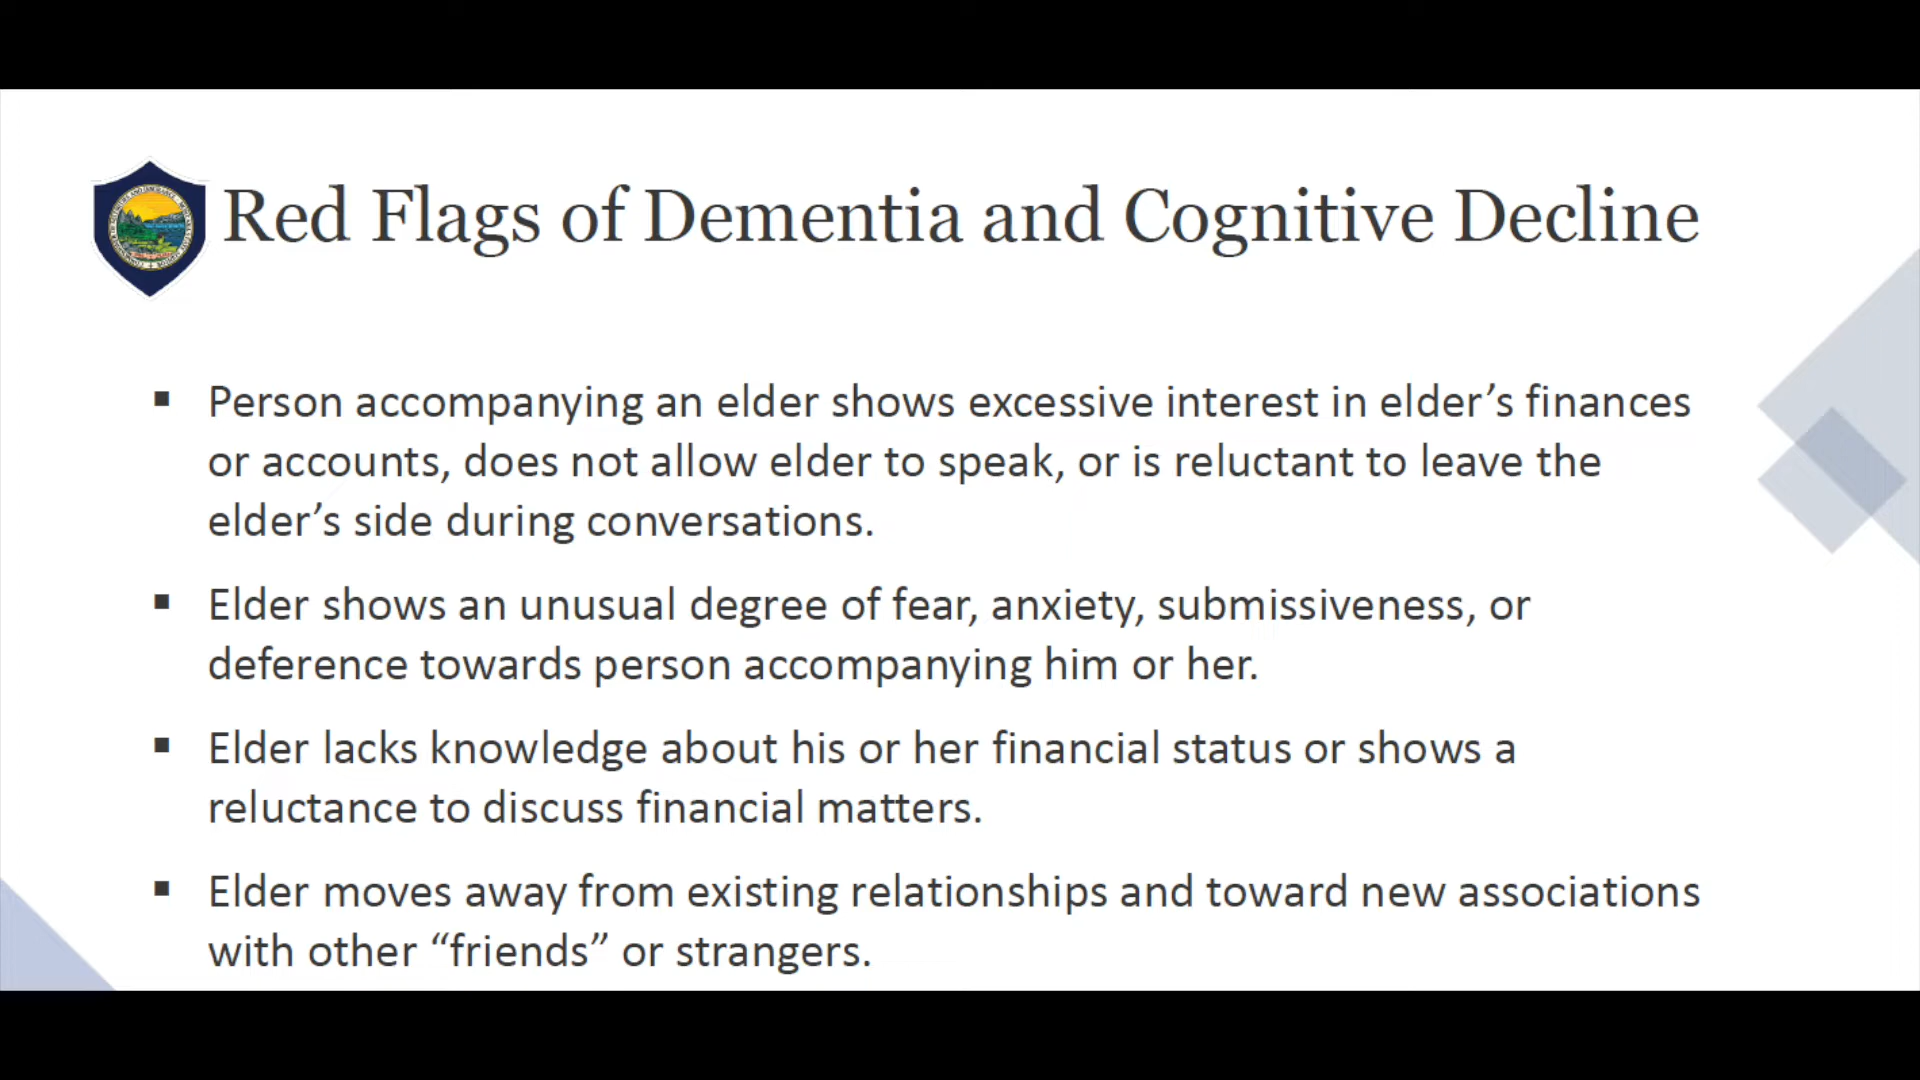 Red Flags of Dementia and Cognitive Decline
▪ Person accompanying an elder shows excessive interest in elder’s finances
or accounts, does not allow elder to speak, or is reluctant to leave the
elder’s side during conversations.
▪ Elder shows an unusual degree of fear, anxiety, submissiveness, or
deference towards person accompanying him or her.
▪ Elder lacks knowledge about his or her financial status or shows a
reluctance to discuss financial matters.
▪ Elder moves away from existing relationships and toward new associations
with other “friends” or strangers.